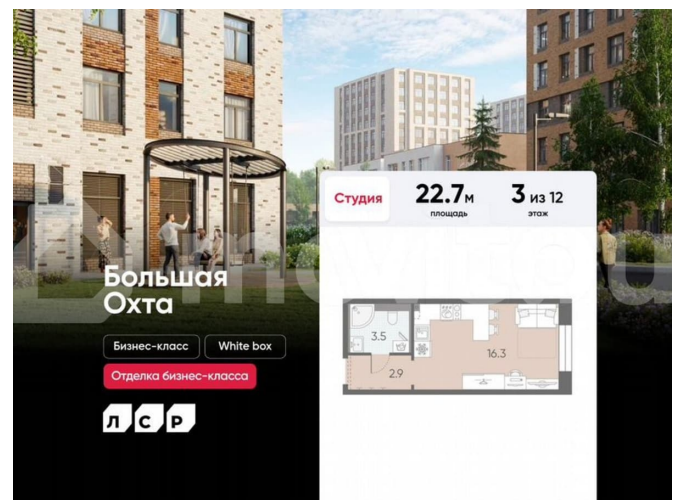 Студия
22.7м
площадь
3 из 12
этаж
Большая
Охта
Бизнес-класс
White box
Отделка бизнес-класса
ЛСР
3.5
2.9
16.3